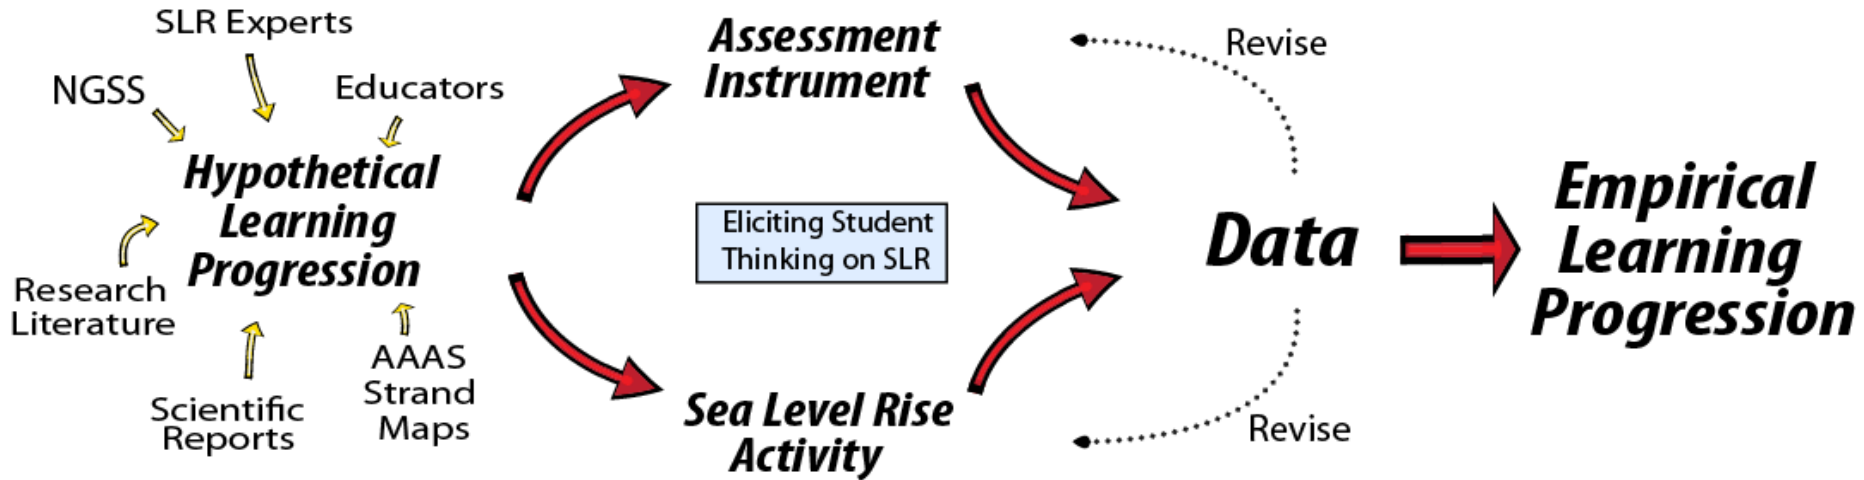 SLR Experts
NGSS
Educators
Hypothetical
Learning
Progression
Research
Literature
Scientific
Reports
AAAS
Strand
Maps
Assessment
Instrument
Eliciting Student
Thinking on SLR
Sea Level Rise
Activity
Revise
Data
Revise
Empirical
Learning
Progression